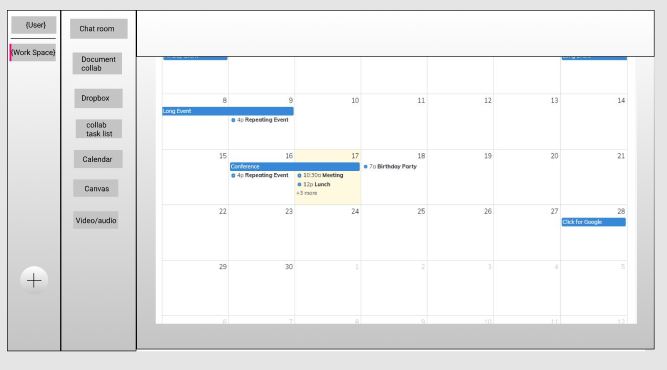 {User}
{Work Space}
Chat room
Document
collab
Dropbox
collab
task list
Calendar
Canvas
Video/audio
8 9 10 11 12 13 14
Long Event
4p Repeating Event
15 16 17 18 19 20 21
Conference
7p Birthday Party
4p Repeating Event
10:30a Meeting
12p Lunch
+3 more
22 23 24 25 26 27 28
Click for Google
29 30 1 2 3 4 5
6 7 8 9 10 11 12